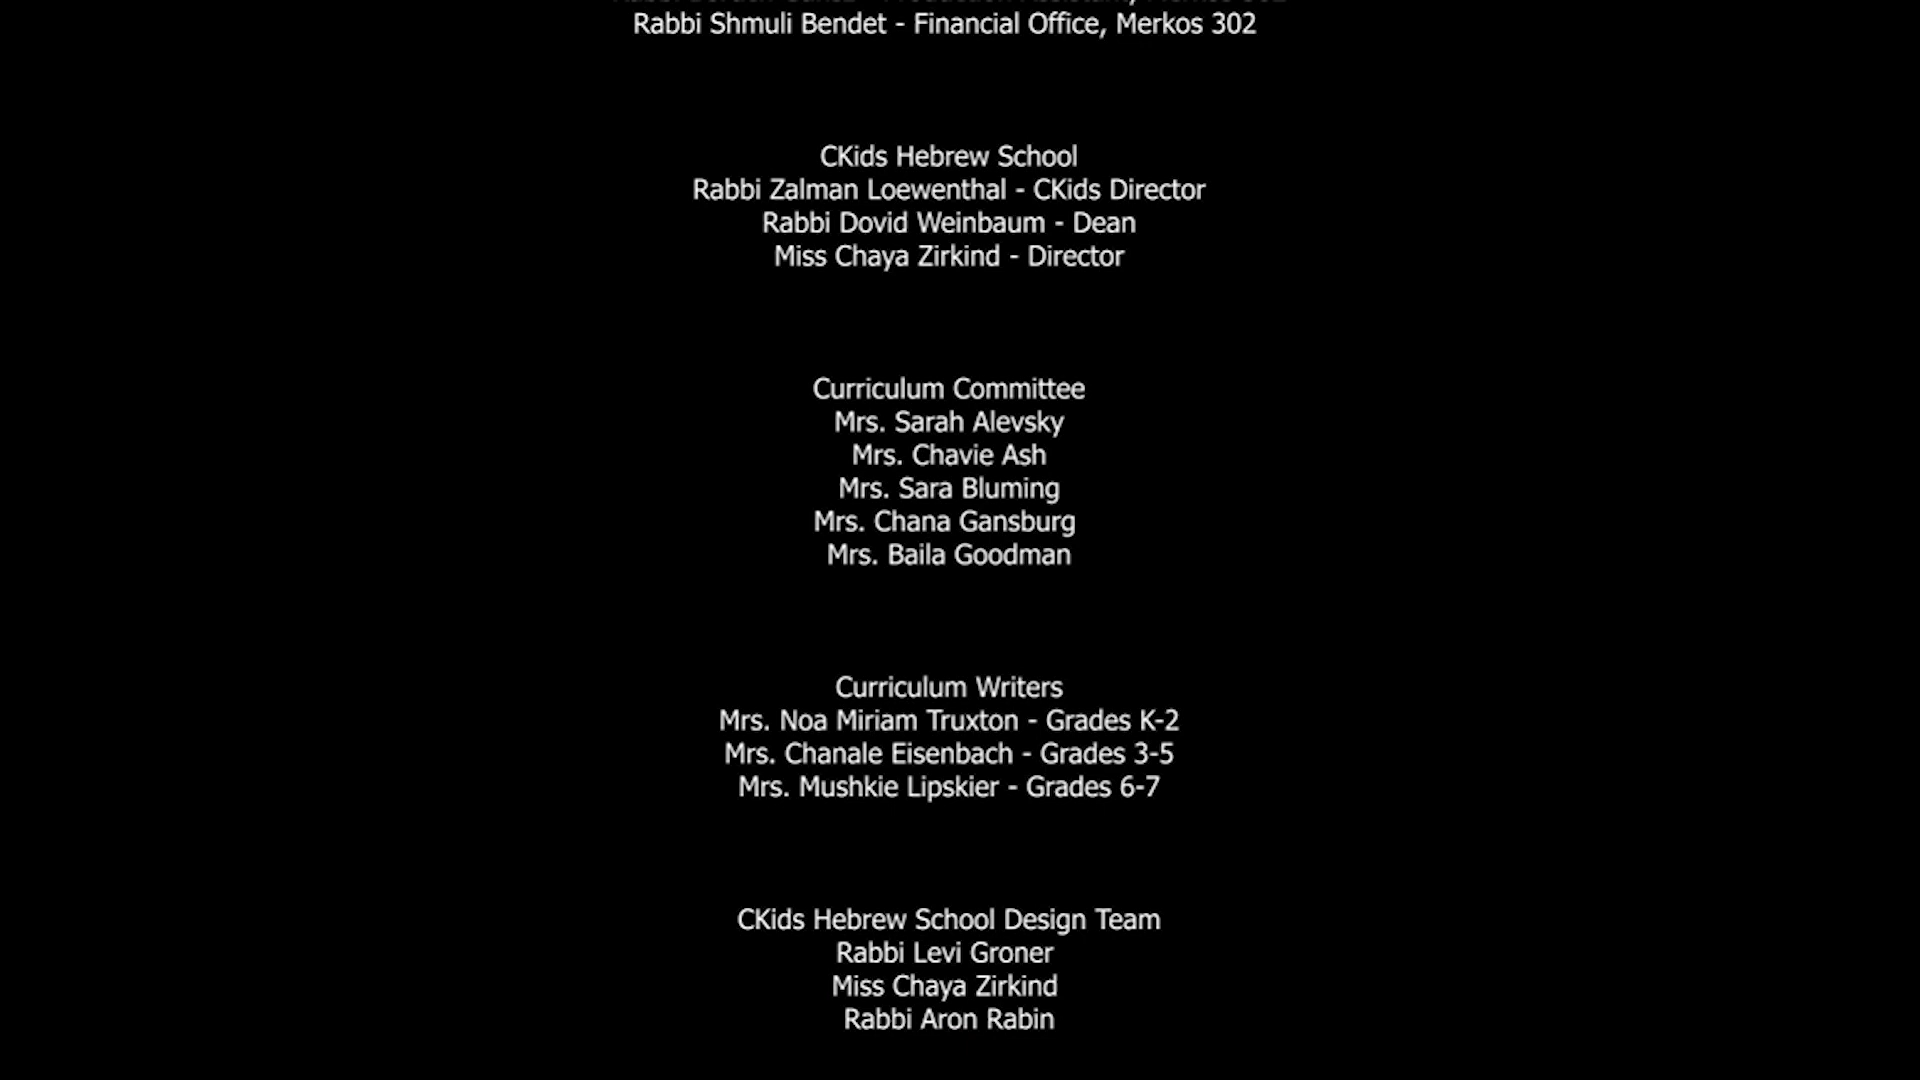 Rabbi Shmuli Bendet - Financial Office, Merkos 302
CKids Hebrew School
Rabbi Zalman Loewenthal - CKids Director
Rabbi Dovid Weinbaum - Dean
Miss Chaya Zirkind - Director
Curriculum Committee
Mrs. Sarah Alevsky
Mrs. Chavie Ash
Mrs. Sara Bluming
Mrs. Chana Gansburg
Mrs. Baila Goodman
Curriculum Writers
Mrs. Noa Miriam Truxton - Grades K-2
Mrs. Chanale Eisenbach - Grades 3-5
Mrs. Mushkie Lipskier - Grades 6-7
CKids Hebrew School Design Team
Rabbi Levi Groner
Miss Chaya Zirkind
Rabbi Aron Rabin